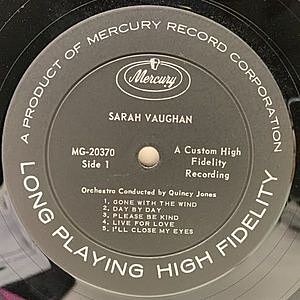 A PRODUCT OF MERCURY RECORD CORPORATION
Mercury
SARAH VAUGHAN
MG-20370
Side 1
A Custom High
Fidelity
Recording
Orchestra Conducted by Quincy Jones
1. GONE WITH THE WIND
2. DAY BY DAY
3. PLEASE BE KIND
4. LIVE FOR LOVE
5. I'LL CLOSE MY EYES
LONG PLAYING HIGH FIDELITY